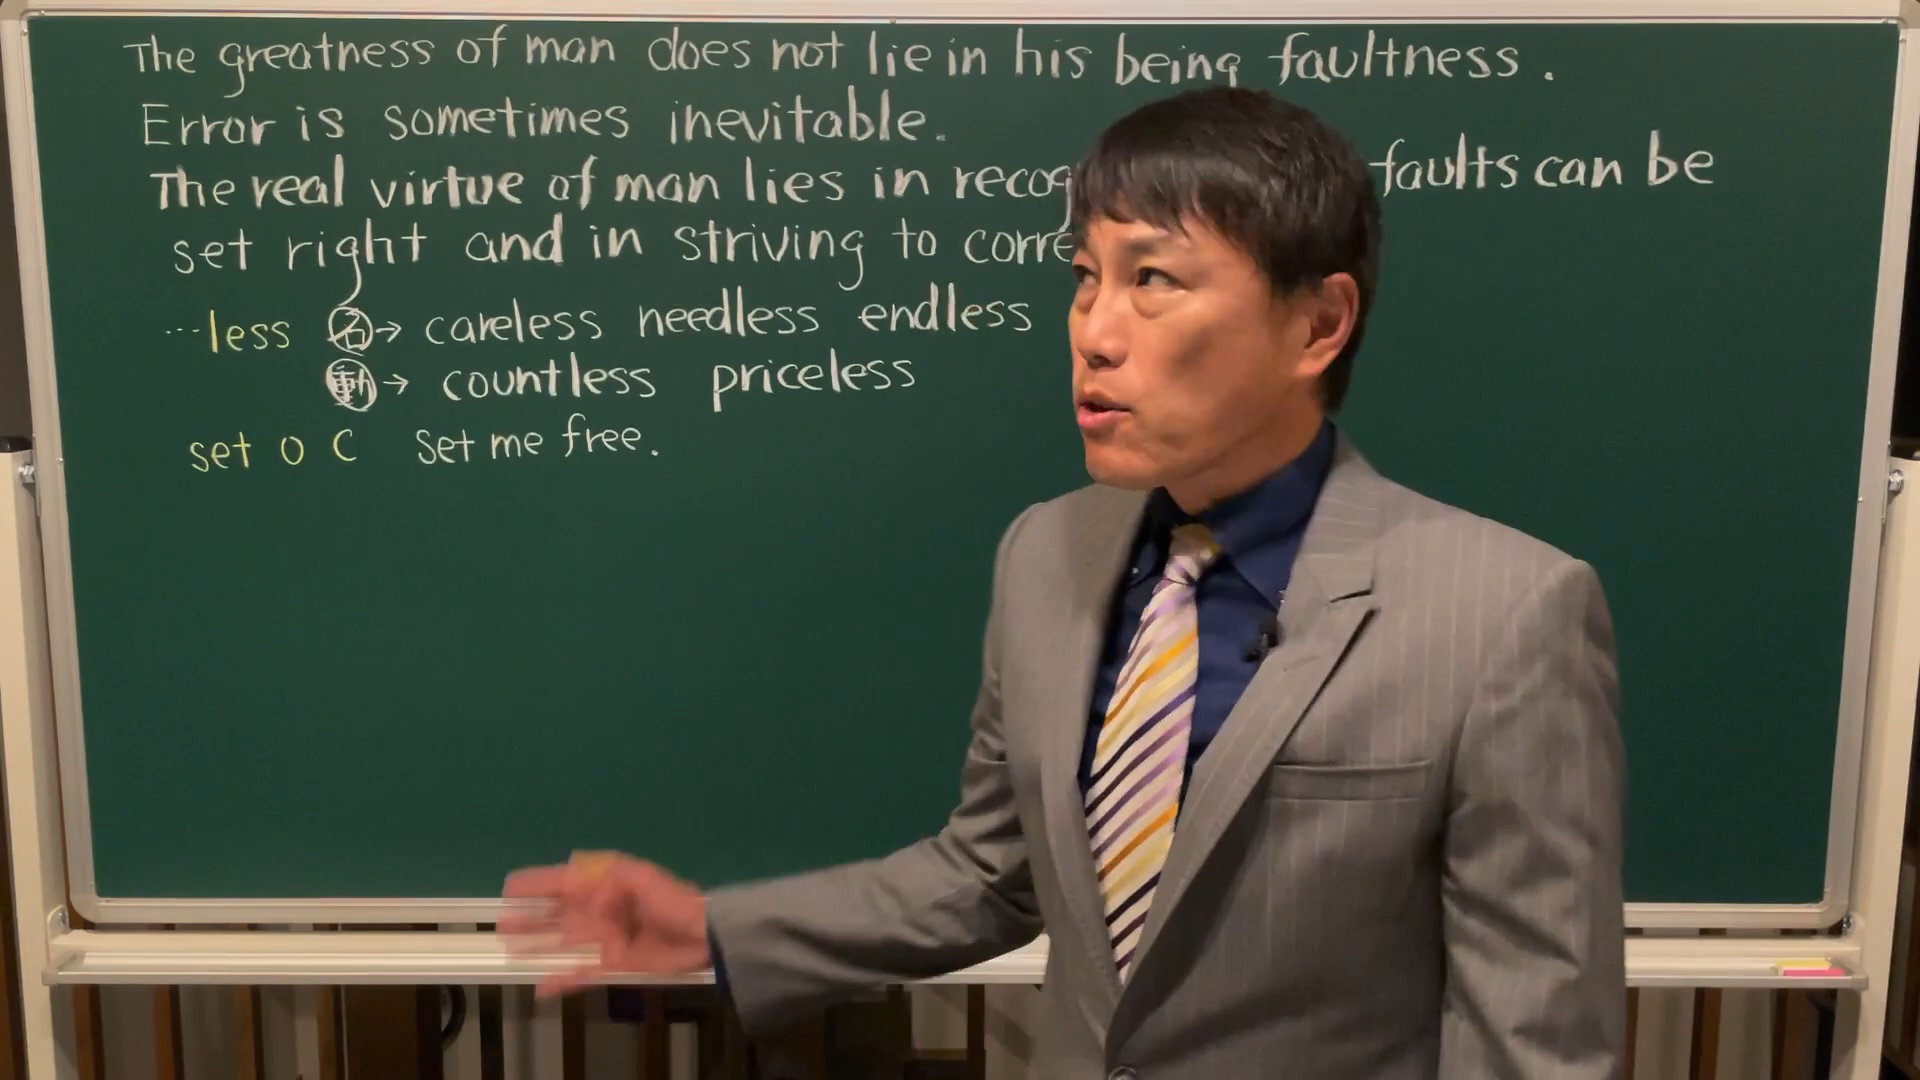 The greatness of man does not lie in his being faultness.
Error is sometimes inevitable.
The real virtue of man lies in recog faults can be
set right and in striving to corre
…less 名→ careless needless endless
動→ countless priceless
set O C Set me free.